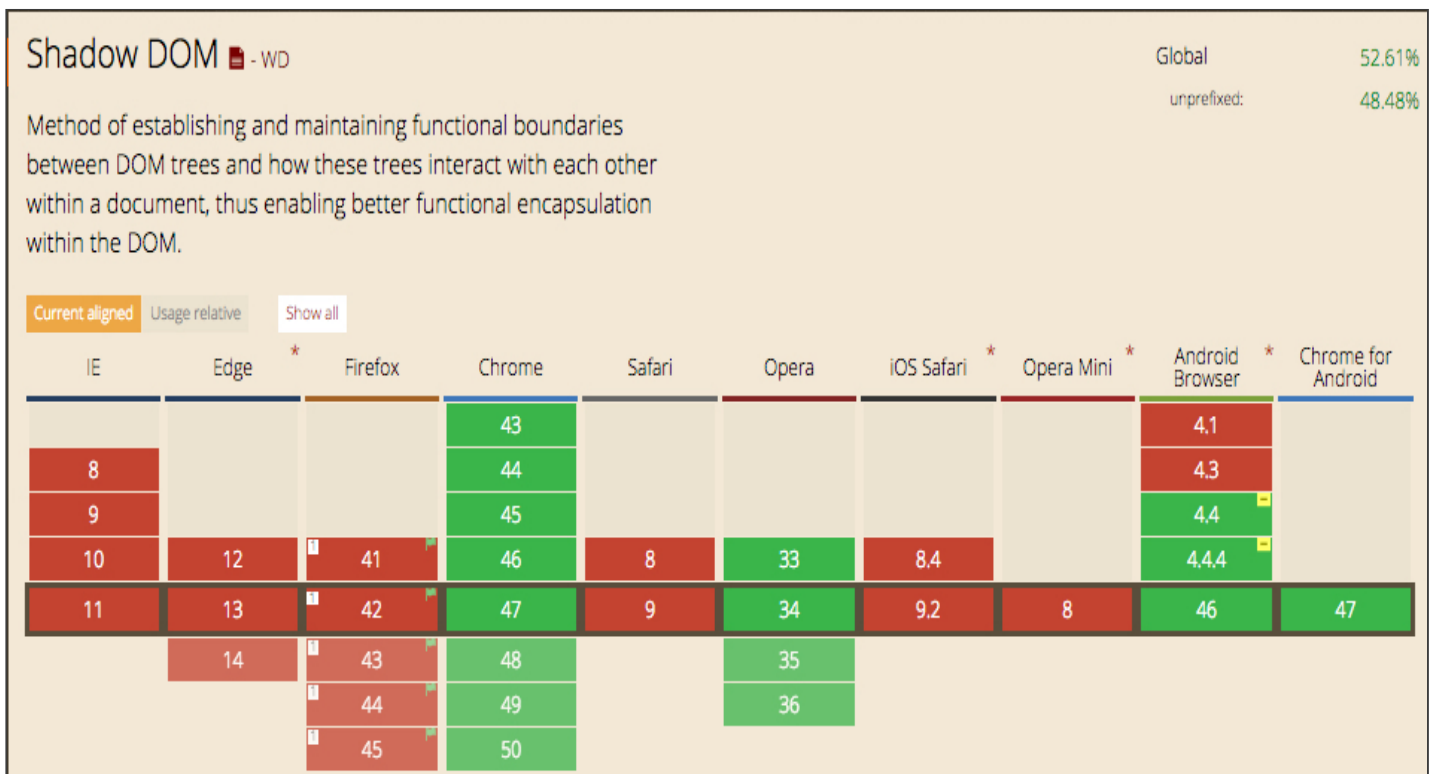 Shadow DOM - WD
Global 52.61%
unprefixed: 48.48%
Method of establishing and maintaining functional boundaries
between DOM trees and how these trees interact with each other
within a document, thus enabling better functional encapsulation
within the DOM.
Current aligned Usage relative Show all
IE Edge * Firefox Chrome Safari Opera iOS Safari * Opera Mini * Android Browser * Chrome for Android
43 4.1
8 44 4.3
9 45 4.4 -
10 12 1 41 46 8 33 8.4 4.4.4 -
11 13 1 42 47 9 34 9.2 8 46 47
14 1 43 48 35
1 44 49 36
1 45 50